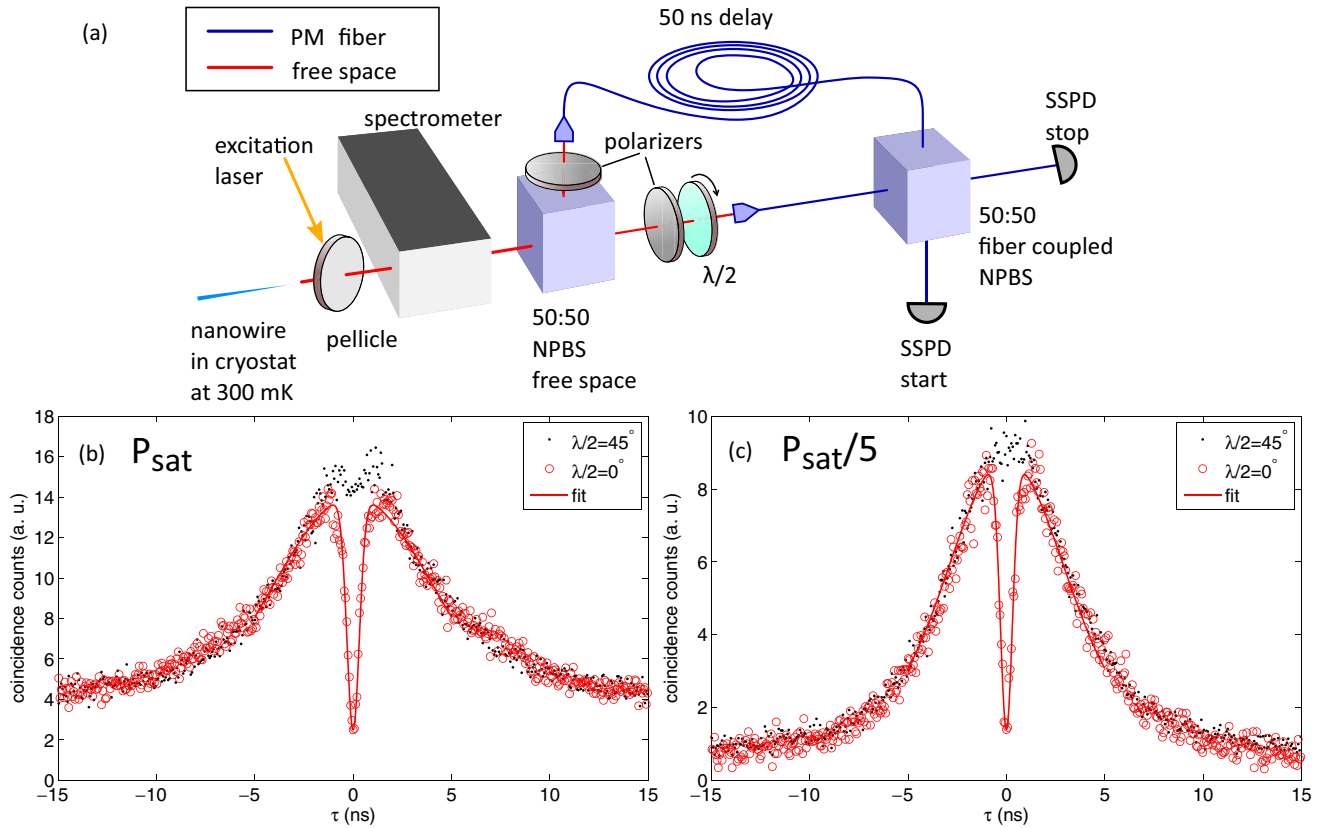 (a)
PM fiber
free space
50 ns delay
spectrometer
excitation
laser
polarizers
SSPD
stop
λ/2
50:50
fiber coupled
NPBS
pellicle
50:50
NPBS
free space
nanowire
in cryostat
at 300 mK
SSPD
start
(b) Psat
λ/2=45°
λ/2=0°
fit
coincidence counts (a. u.)
18
16
14
12
10
8
6
4
2
0
−15 −10 −5 0 5 10 15
τ (ns)
(c) Psat/5
λ/2=45°
λ/2=0°
fit
coincidence counts (a. u.)
10
8
6
4
2
0
−15 −10 −5 0 5 10 15
τ (ns)